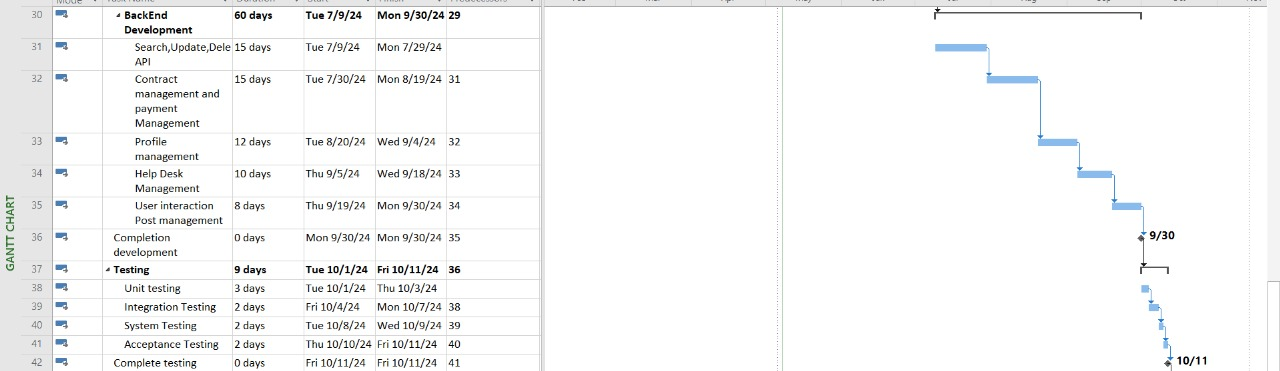 Mode Task Name Duration Start Finish Predecessors
30 BackEnd 60 days Tue 7/9/24 Mon 9/30/24 29
Development
31 Search,Update,Dele 15 days Tue 7/9/24 Mon 7/29/24
API
32 Contract 15 days Tue 7/30/24 Mon 8/19/24 31
management and
payment
Management
33 Profile 12 days Tue 8/20/24 Wed 9/4/24 32
management
34 Help Desk 10 days Thu 9/5/24 Wed 9/18/24 33
Management
35 User interaction 8 days Thu 9/19/24 Mon 9/30/24 34
Post management
36 Completion 0 days Mon 9/30/24 Mon 9/30/24 35 9/30
development
37 Testing 9 days Tue 10/1/24 Fri 10/11/24 36
38 Unit testing 3 days Tue 10/1/24 Thu 10/3/24
39 Integration Testing 2 days Fri 10/4/24 Mon 10/7/24 38
40 System Testing 2 days Tue 10/8/24 Wed 10/9/24 39
41 Acceptance Testing 2 days Thu 10/10/24 Fri 10/11/24 40
42 Complete testing 0 days Fri 10/11/24 Fri 10/11/24 41 10/11
GANTT CHART